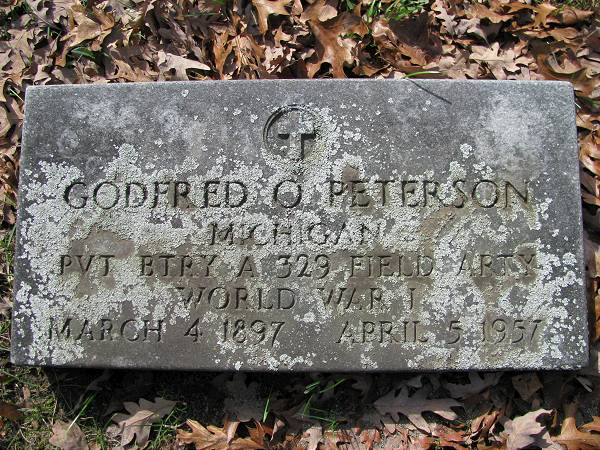 GODFRED O PETERSON
MICHIGAN
PVT BTRY A 329 FIELD ARTY
WORLD WAR I
MARCH 4 1897 APRIL 5 1957